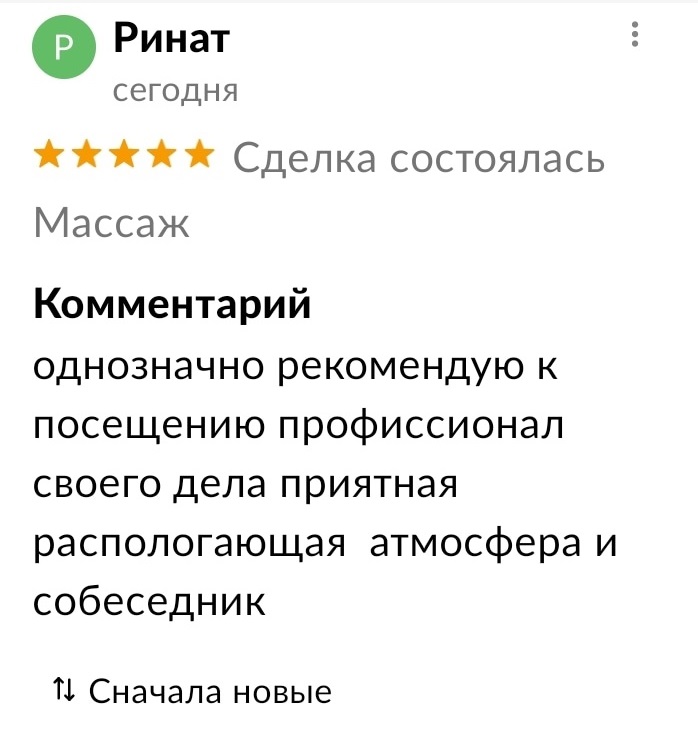 Р
Ринат
сегодня
Сделка состоялась
Массаж
Комментарий
однозначно рекомендую к
посещению профиссионал
своего дела приятная
распологающая  атмосфера и
собеседник
Сначала новые